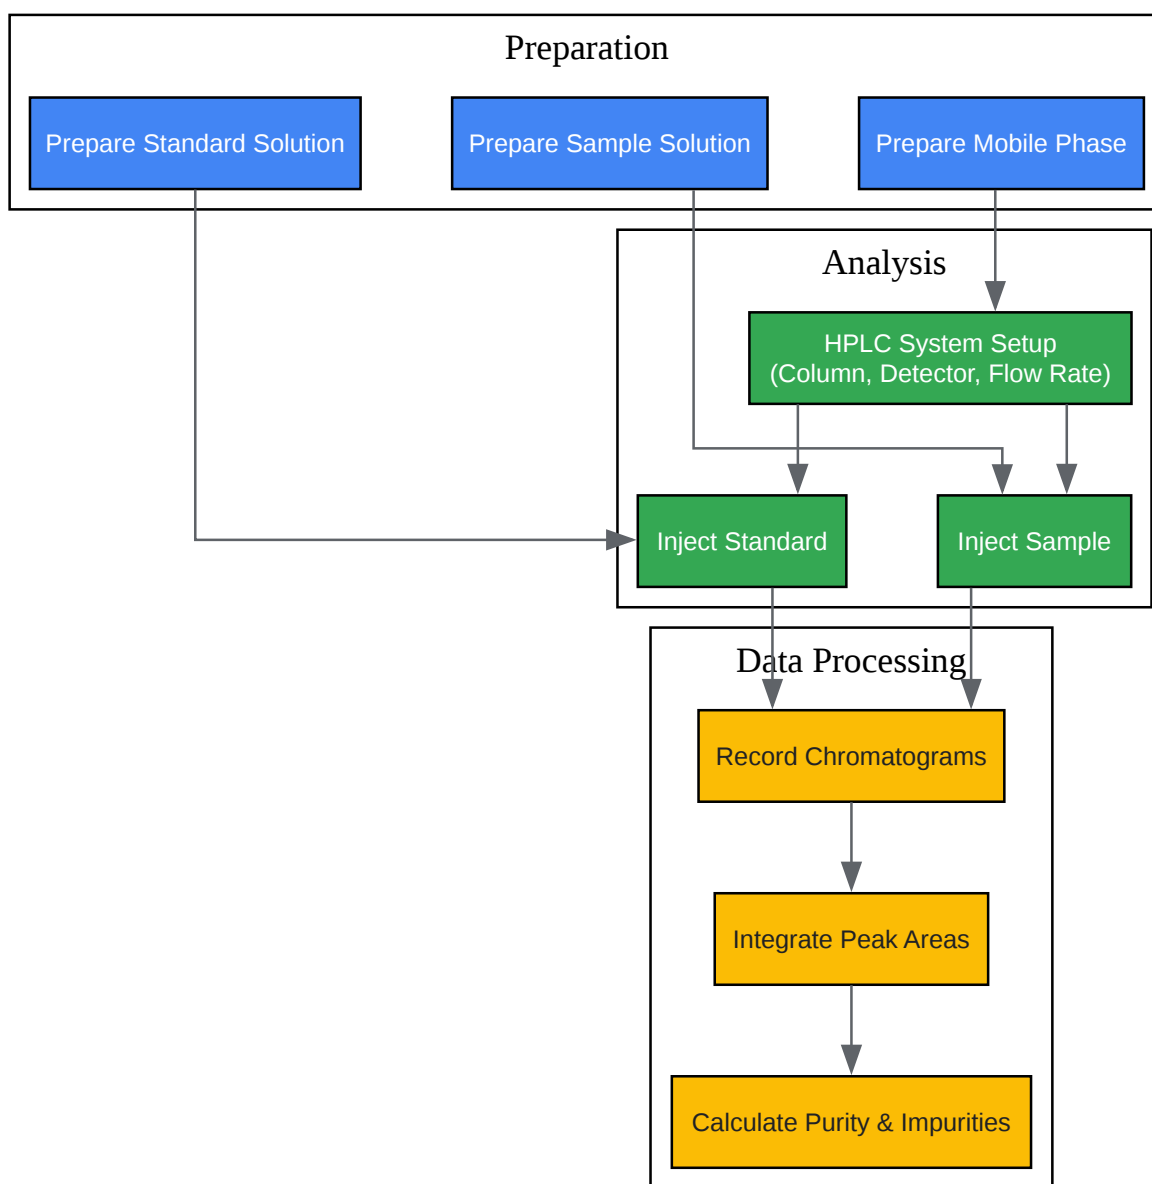 Preparation
Prepare Standard Solution
Prepare Sample Solution
Prepare Mobile Phase
Analysis
HPLC System Setup
(Column, Detector, Flow Rate)
Inject Standard
Inject Sample
Data Processing
Record Chromatograms
Integrate Peak Areas
Calculate Purity & Impurities